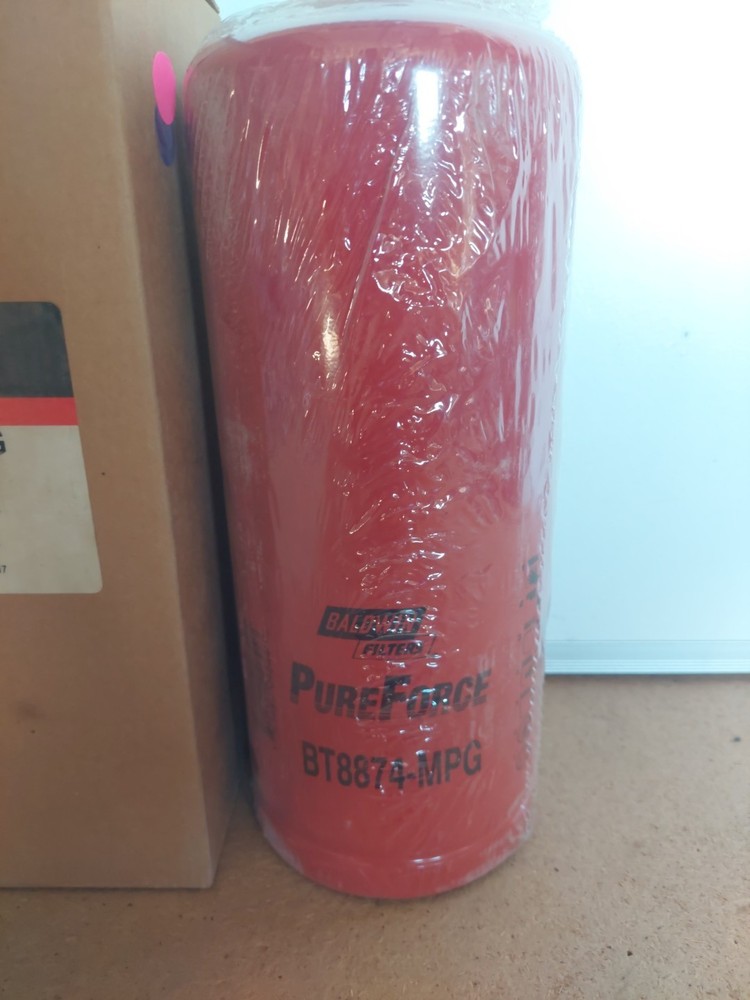 BALDWIN
FILTERS
PUREFORCE
BT8874-MPG
G